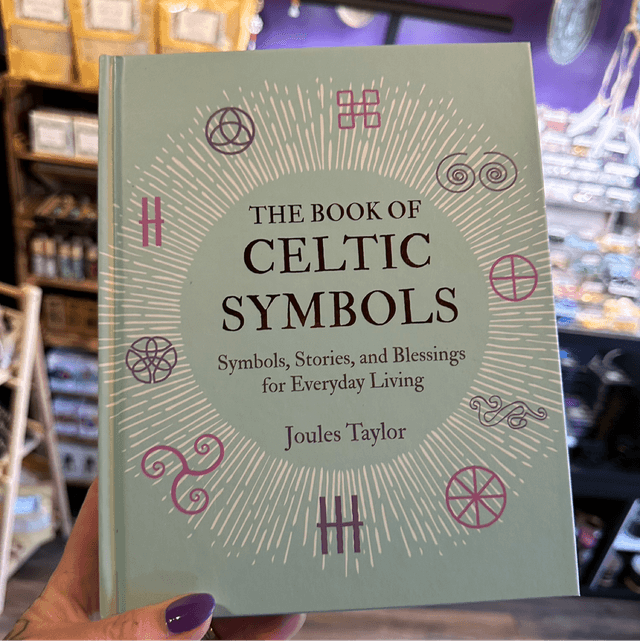 THE BOOK OF
CELTIC
SYMBOLS
Symbols, Stories, and Blessings
for Everyday Living
Joules Taylor